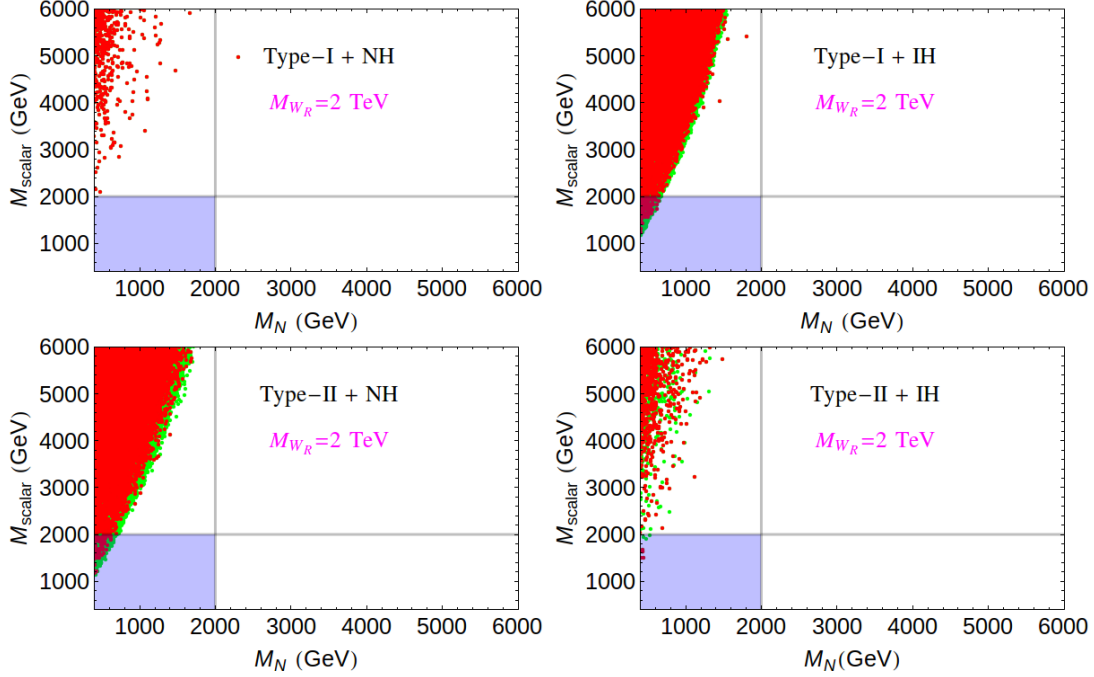 6000
5000
4000
3000
2000
1000
M_scalar (GeV)
Type−I + NH
M_{W_R}=2 TeV
1000 2000 3000 4000 5000 6000
M_N (GeV)
6000
5000
4000
3000
2000
1000
M_scalar (GeV)
Type−I + IH
M_{W_R}=2 TeV
1000 2000 3000 4000 5000 6000
M_N (GeV)
6000
5000
4000
3000
2000
1000
M_scalar (GeV)
Type−II + NH
M_{W_R}=2 TeV
1000 2000 3000 4000 5000 6000
M_N (GeV)
6000
5000
4000
3000
2000
1000
M_scalar (GeV)
Type−II + IH
M_{W_R}=2 TeV
1000 2000 3000 4000 5000 6000
M_N(GeV)